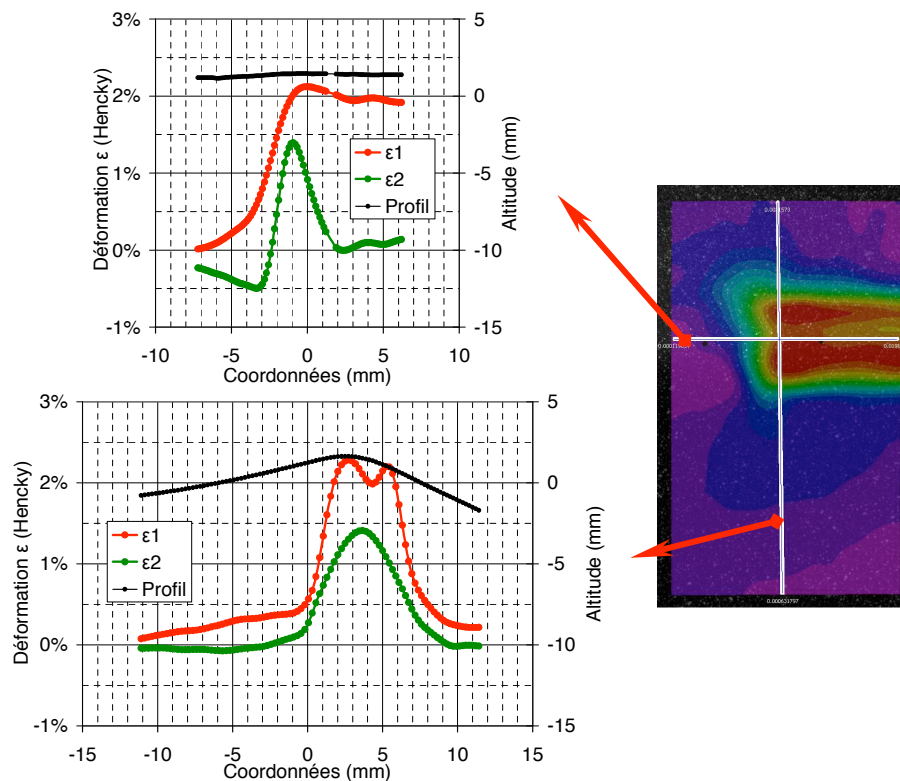 3%
2%
1%
0%
-1%
Déformation ε (Hencky)
5
0
-5
-10
-15
Altitude (mm)
ε1
ε2
Profil
-10 -5 0 5 10
Coordonnées (mm)
3%
2%
1%
0%
-1%
Déformation ε (Hencky)
5
0
-5
-10
-15
Altitude (mm)
ε1
ε2
Profil
-15 -10 -5 0 5 10 15
Coordonnées (mm)
0.000631797